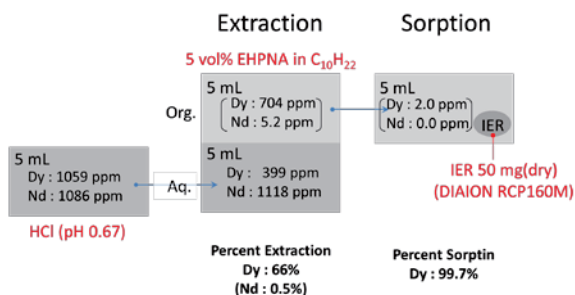 Extraction
Sorption
5 vol% EHPNA in C₁₀H₂₂
5 mL
Org.
Dy : 704 ppm
Nd : 5.2 ppm
5 mL
Dy : 2.0 ppm
Nd : 0.0 ppm
IER
5 mL
Dy : 1059 ppm
Nd : 1086 ppm
Aq.
5 mL
Dy : 399 ppm
Nd : 1118 ppm
IER 50 mg(dry)
(DIAION RCP160M)
HCl (pH 0.67)
Percent Extraction
Dy : 66%
(Nd : 0.5%)
Percent Sorptin
Dy : 99.7%